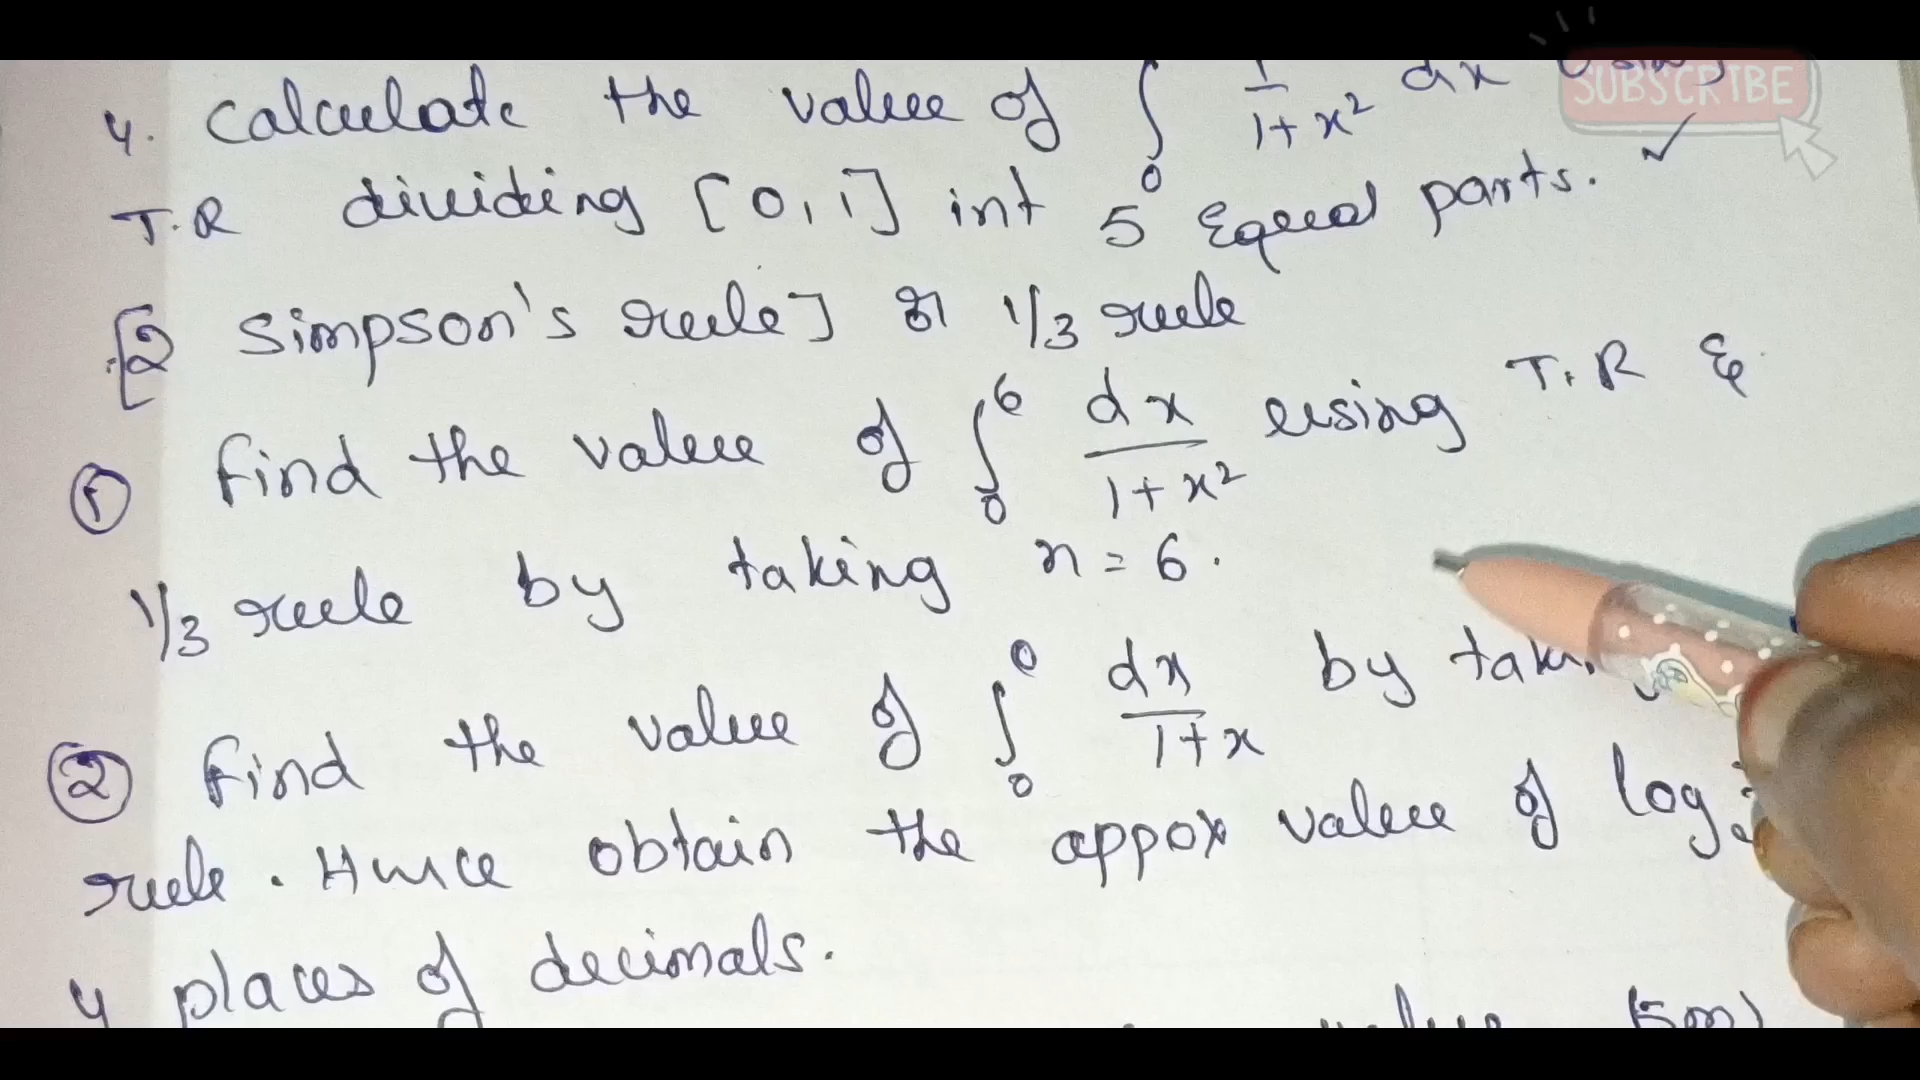 4. Calculate the value of ∫₀ 1/1+x² dx
SUBSCRIBE
T.R dividing [0,1] int 5 Equal parts. ✓
[2 Simpson's rule] or 1/3 rule
① Find the value of ∫₀⁶ dx/1+x² using T.R &
1/3 rule by taking n = 6.
② Find the value of ∫₀⁰ dx/1+x by
rule. Hence obtain the appox value of log
4 places of decimals.
(5m)